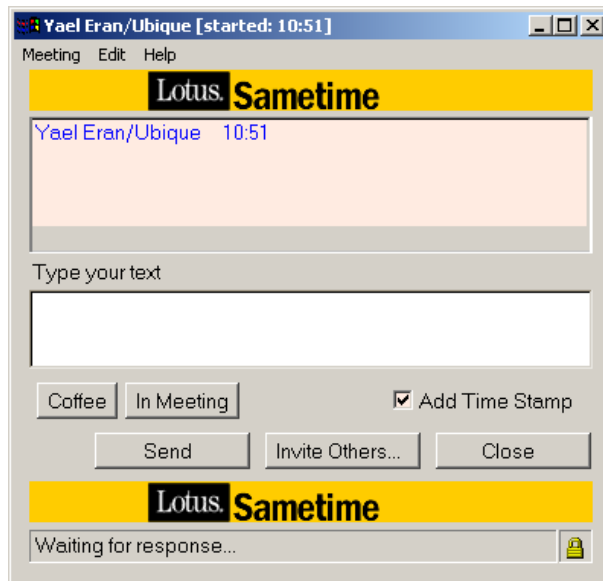 Yael Eran/Ubique [started: 10:51]
Meeting Edit Help
Lotus. Sametime
Yael Eran/Ubique 10:51
Type your text
Coffee In Meeting Add Time Stamp
Send Invite Others... Close
Lotus. Sametime
Waiting for response...